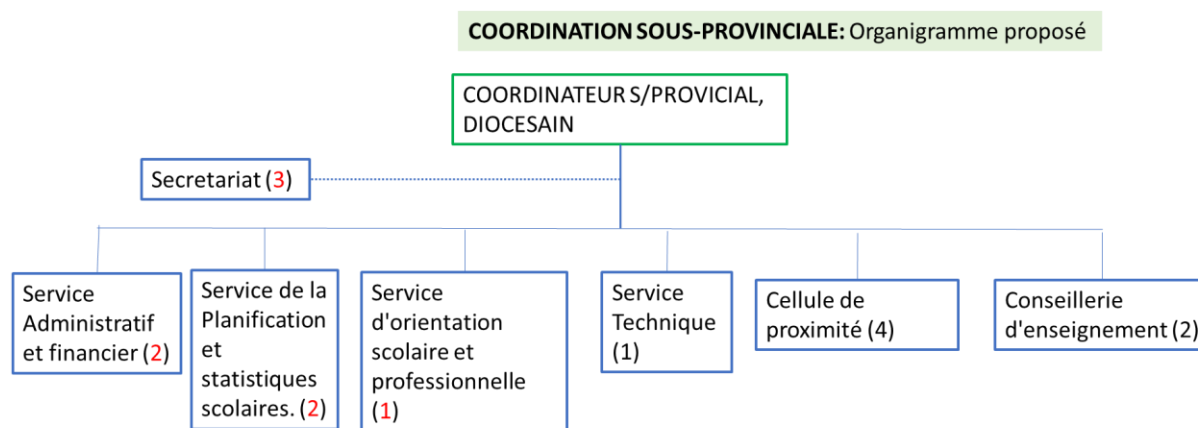 COORDINATION SOUS-PROVINCIALE: Organigramme proposé
COORDINATEUR S/PROVICIAL,
DIOCESAIN
Secretariat (3)
Service
Administratif
et financier (2)
Service de la
Planification
et
statistiques
scolaires. (2)
Service
d'orientation
scolaire et
professionnelle
(1)
Service
Technique
(1)
Cellule de
proximité (4)
Conseillerie
d'enseignement (2)